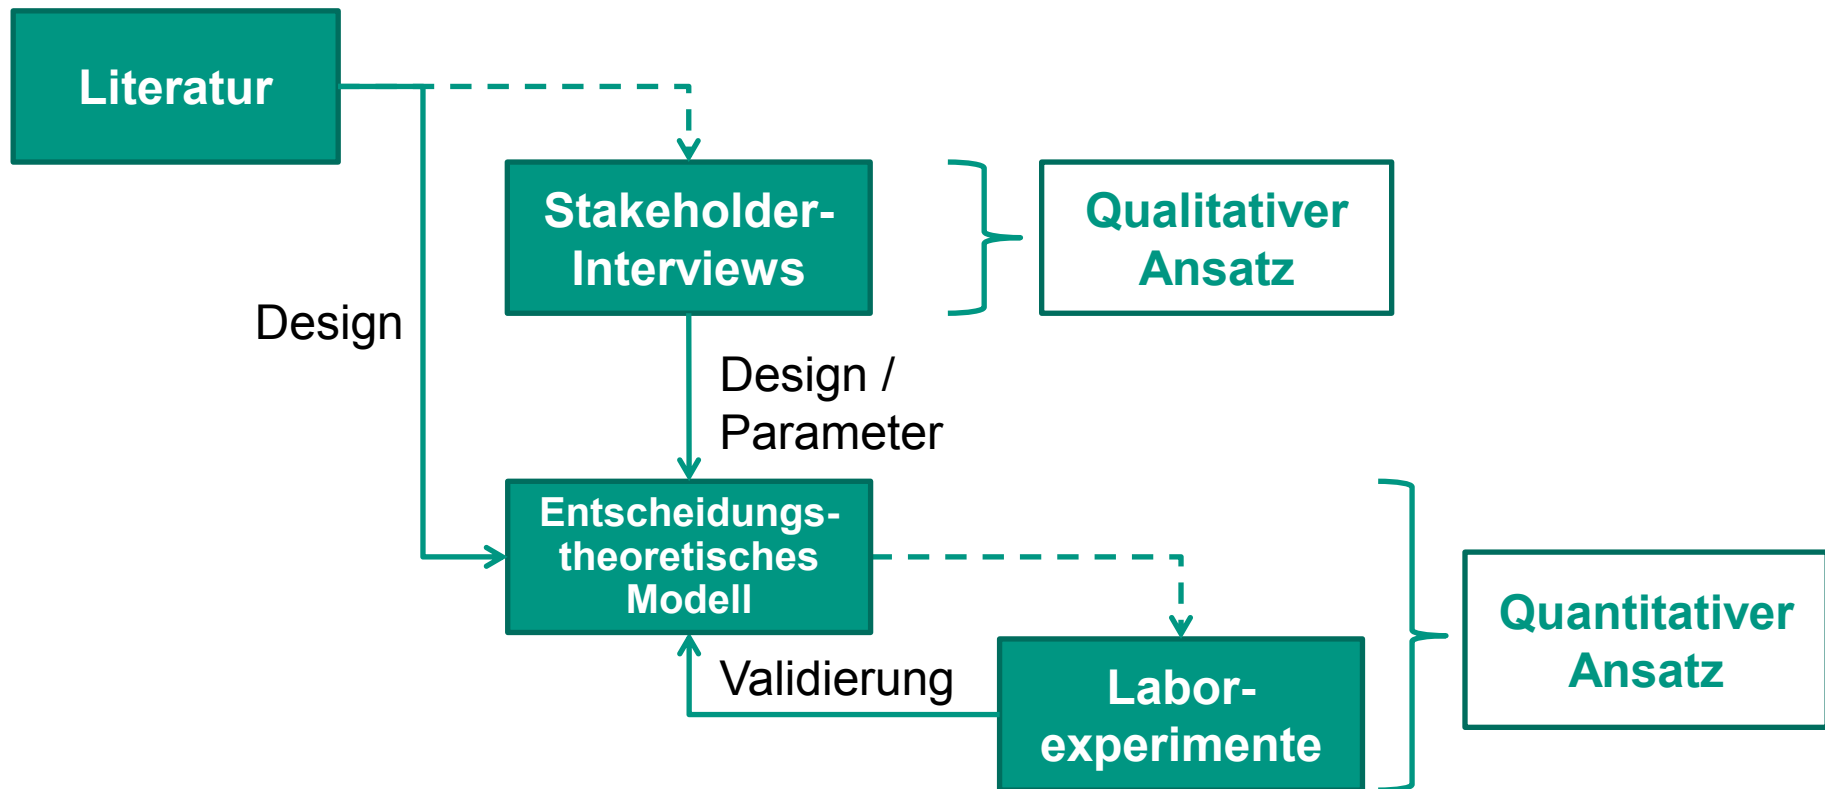 Literatur
Stakeholder-
Interviews
Qualitativer
Ansatz
Design
Design /
Parameter
Entscheidungs-
theoretisches
Modell
Validierung
Labor-
experimente
Quantitativer
Ansatz